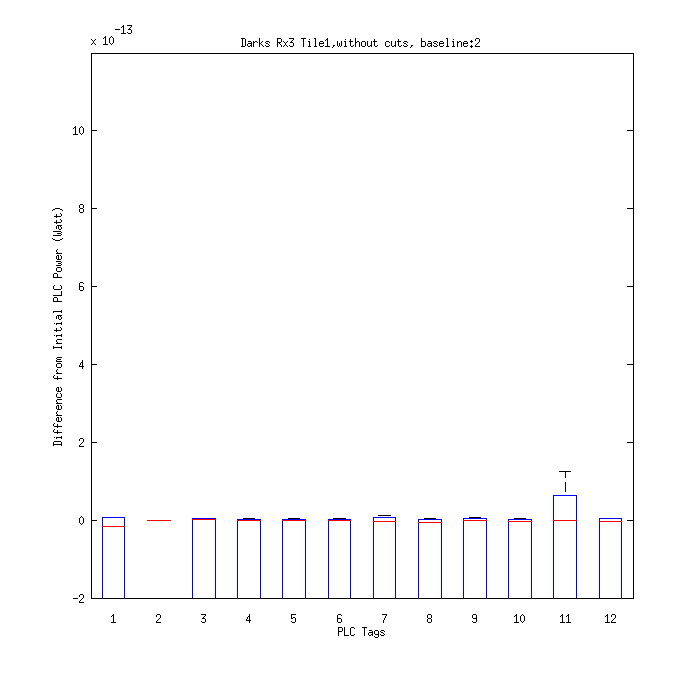 x 10 -13
Darks Rx3 Tile1,without cuts, baseline:2
10
8
6
4
2
0
-2
Difference from Initial PLC Power (Watt)
1 2 3 4 5 6 7 8 9 10 11 12
PLC Tags